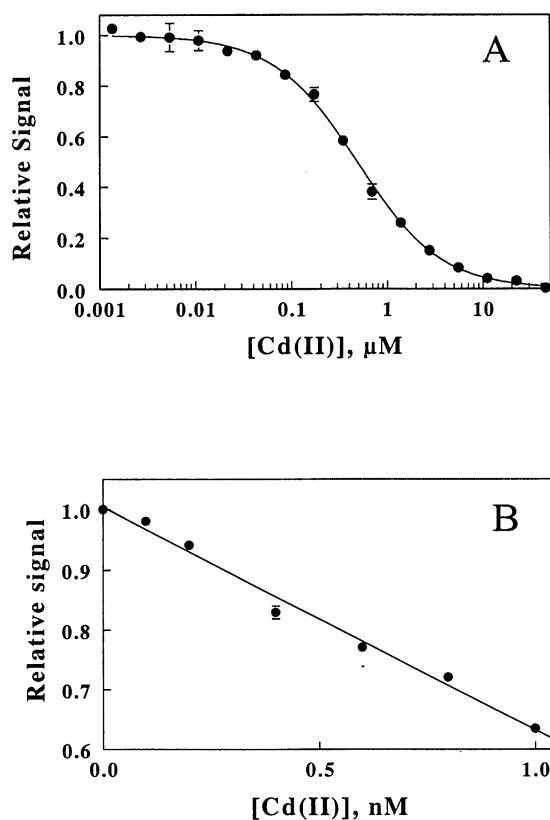 A
1.0
0.8
0.6
0.4
0.2
0.0
Relative Signal
0.001 0.01 0.1 1 10
[Cd(II)], µM
B
1.0
0.9
0.8
0.7
0.6
Relative signal
0.0 0.5 1.0
[Cd(II)], nM